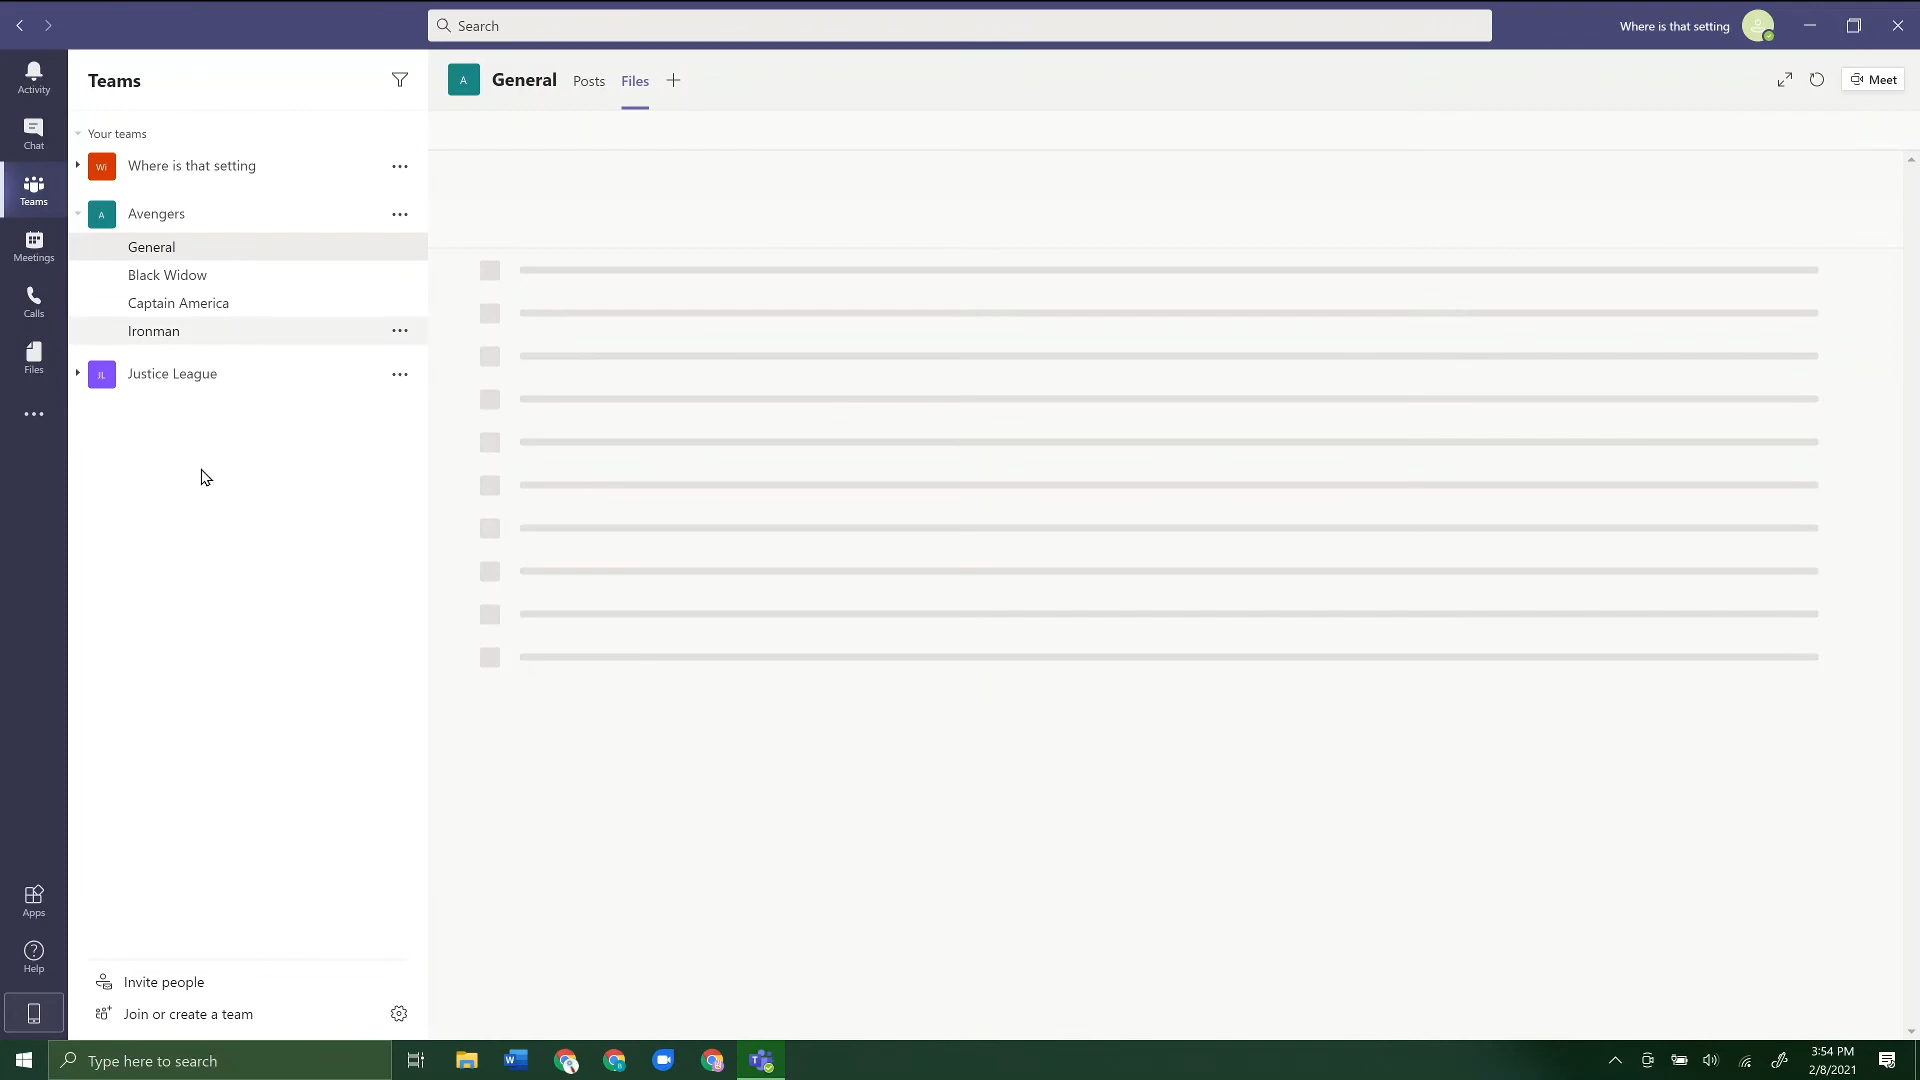 Search
Where is that setting
Activity
Chat
Teams
Meetings
Calls
Files
Apps
Help
Teams
Your teams
Wi Where is that setting
A Avengers
General
Black Widow
Captain America
Ironman
JL Justice League
Invite people
Join or create a team
A General Posts Files
Meet
Type here to search
3:54 PM
2/8/2021